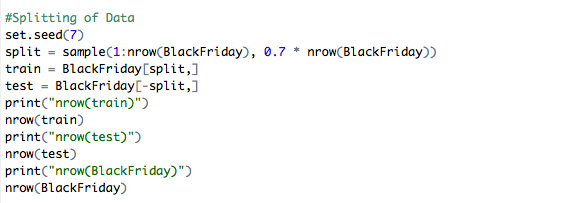 #Splitting of Data
set.seed(7)
split = sample(1:nrow(BlackFriday), 0.7 * nrow(BlackFriday))
train = BlackFriday[split,]
test = BlackFriday[-split,]
print("nrow(train)")
nrow(train)
print("nrow(test)")
nrow(test)
print("nrow(BlackFriday)")
nrow(BlackFriday)